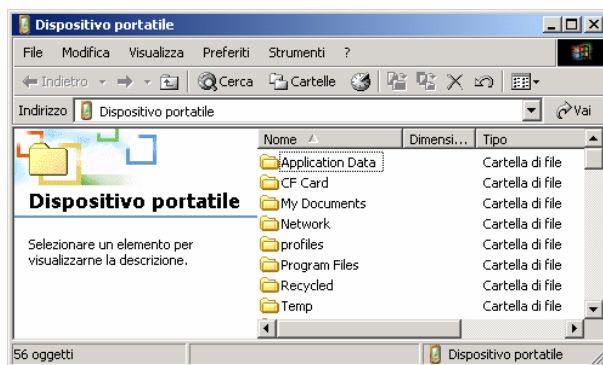 Dispositivo portatile
File Modifica Visualizza Preferiti Strumenti ?
Indietro Cerca Cartelle
Indirizzo Dispositivo portatile Vai
Nome Dimensi... Tipo
Dispositivo portatile
Selezionare un elemento per
visualizzarne la descrizione.
Application Data Cartella di file
CF Card Cartella di file
My Documents Cartella di file
Network Cartella di file
profiles Cartella di file
Program Files Cartella di file
Recycled Cartella di file
Temp Cartella di file
56 oggetti Dispositivo portatile